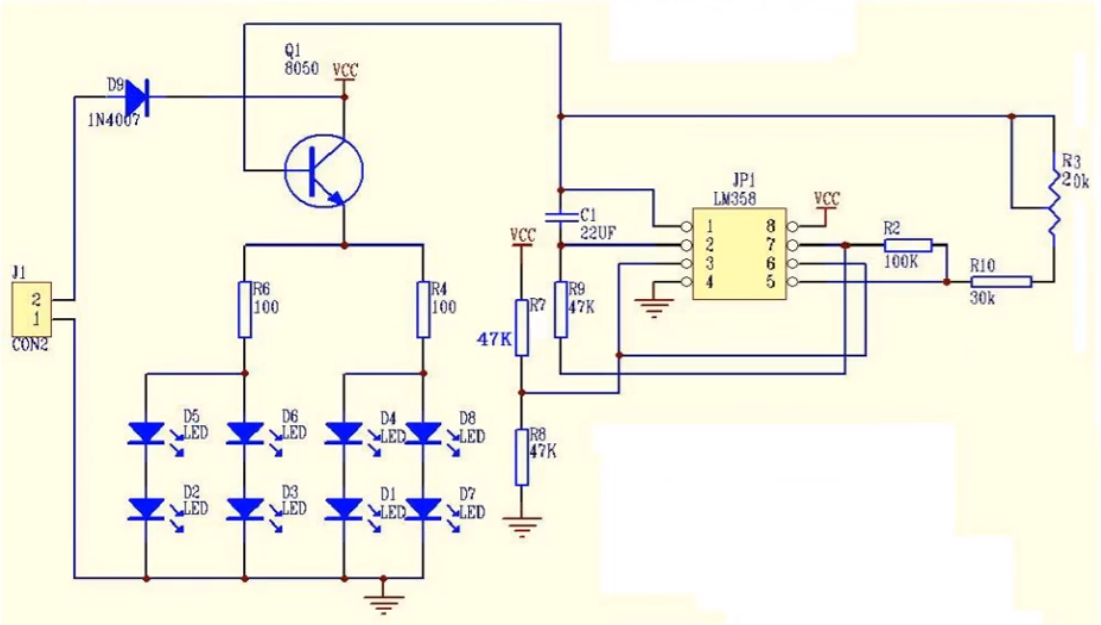 Q1
8050
VCC
D9
1N4007
J1
2
1
CON2
R6
100
R4
100
D5
LED
D6
LED
D4
LED
D8
LED
D2
LED
D3
LED
D1
LED
D7
LED
C1
22UF
VCC
R7
47K
R9
47K
R8
47K
JP1
LM358
1 8
2 7
3 6
4 5
VCC
R2
100K
R10
30k
R3
20k